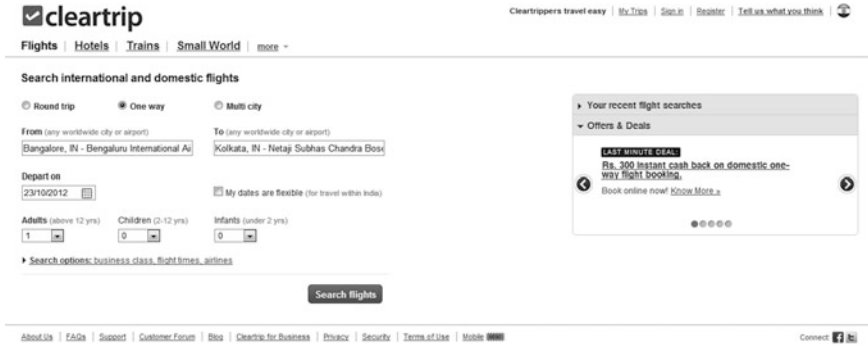 cleartrip
Cleartrippers travel easy | My Trips | Sign in | Register | Tell us what you think
Flights | Hotels | Trains | Small World | more
Search international and domestic flights
Round trip One way Multi city
From (any worldwide city or airport) To (any worldwide city or airport)
Bangalore, IN - Bengaluru International Ai Kolkata, IN - Netaji Subhas Chandra Bose
Depart on
23/10/2012 My dates are flexible (for travel within India)
Adults (above 12 yrs) Children (2-12 yrs) Infants (under 2 yrs)
1 0 0
Search options: business class, flight times, airlines
Search flights
Your recent flight searches
Offers & Deals
LAST MINUTE DEAL:
Rs. 300 instant cash back on domestic one-
way flight booking.
Book online now! Know More »
About Us | FAQs | Support | Customer Forum | Blog | Cleartrip for Business | Privacy | Security | Terms of Use | Mobile
Connect: